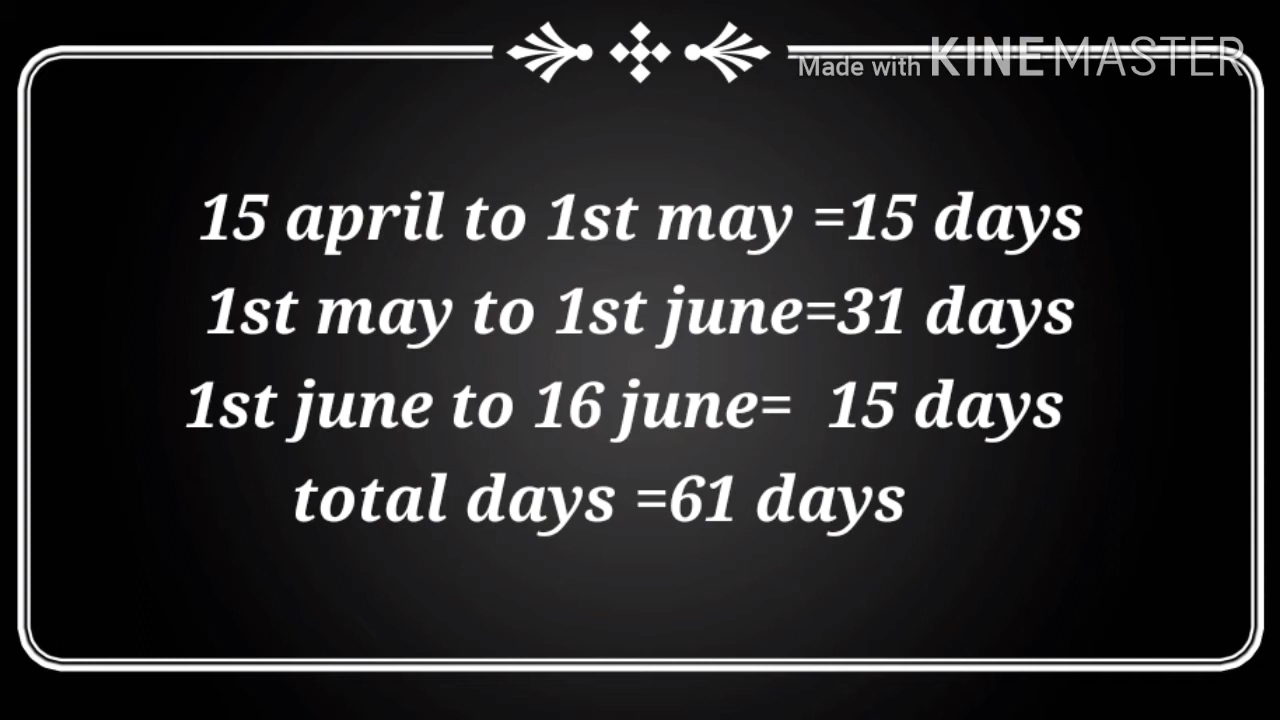 Made with KINEMASTER
15 april to 1st may =15 days
1st may to 1st june=31 days
1st june to 16 june= 15 days
total days =61 days